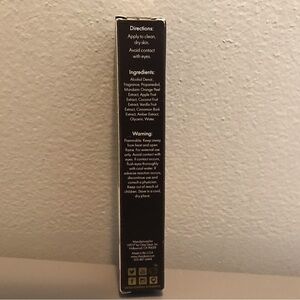 Directions:
Apply to clean,
dry skin.
Avoid contact
with eyes.
Ingredients:
Alcohol Denat.,
Fragrance, Propanediol,
Mandarin Orange Peel
Extract, Apple Fruit
Extract, Coconut Fruit
Extract, Vanilla Fruit
Extract, Cinnamon Bark
Extract, Amber Extract,
Glycerin, Water.
Warning:
Flammable. Keep away
from heat and open
flame. For external use
only. Avoid contact with
eyes. If contact occurs,
flush eyes thoroughly
with cool water. If
adverse reaction occurs,
discontinue use and
consult a physician.
Keep out of reach of
children. Store in a cool,
dry place.
Made in the U.S.A.